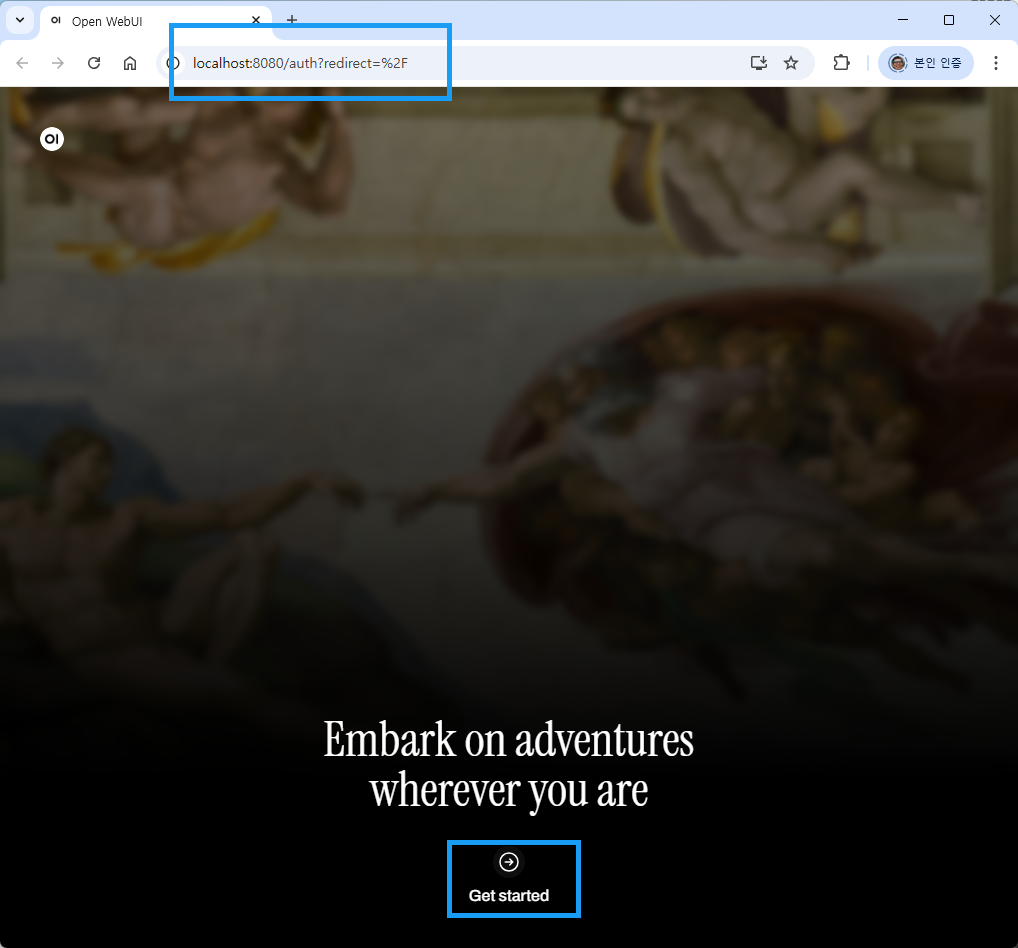 OI Open WebUI
localhost:8080/auth?redirect=%2F
본인 인증
OI
Embark on adventures
wherever you are
Get started